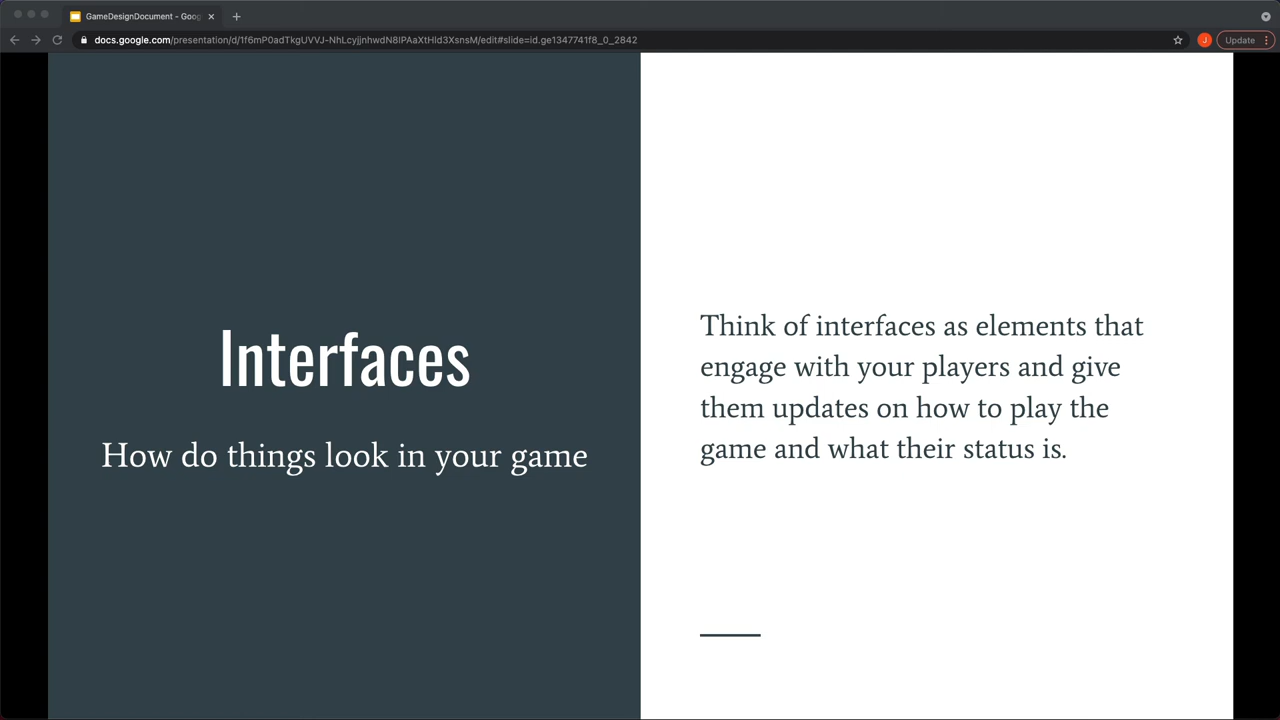 GameDesignDocument - Goog
docs.google.com/presentation/d/1f6mP0adTkgUVVJ-NhLcyjjnhwdN8IPAaXtHld3XsnsM/edit#slide=id.ge1347741f8_0_2842
J
Update
Interfaces
How do things look in your game
Think of interfaces as elements that
engage with your players and give
them updates on how to play the
game and what their status is.